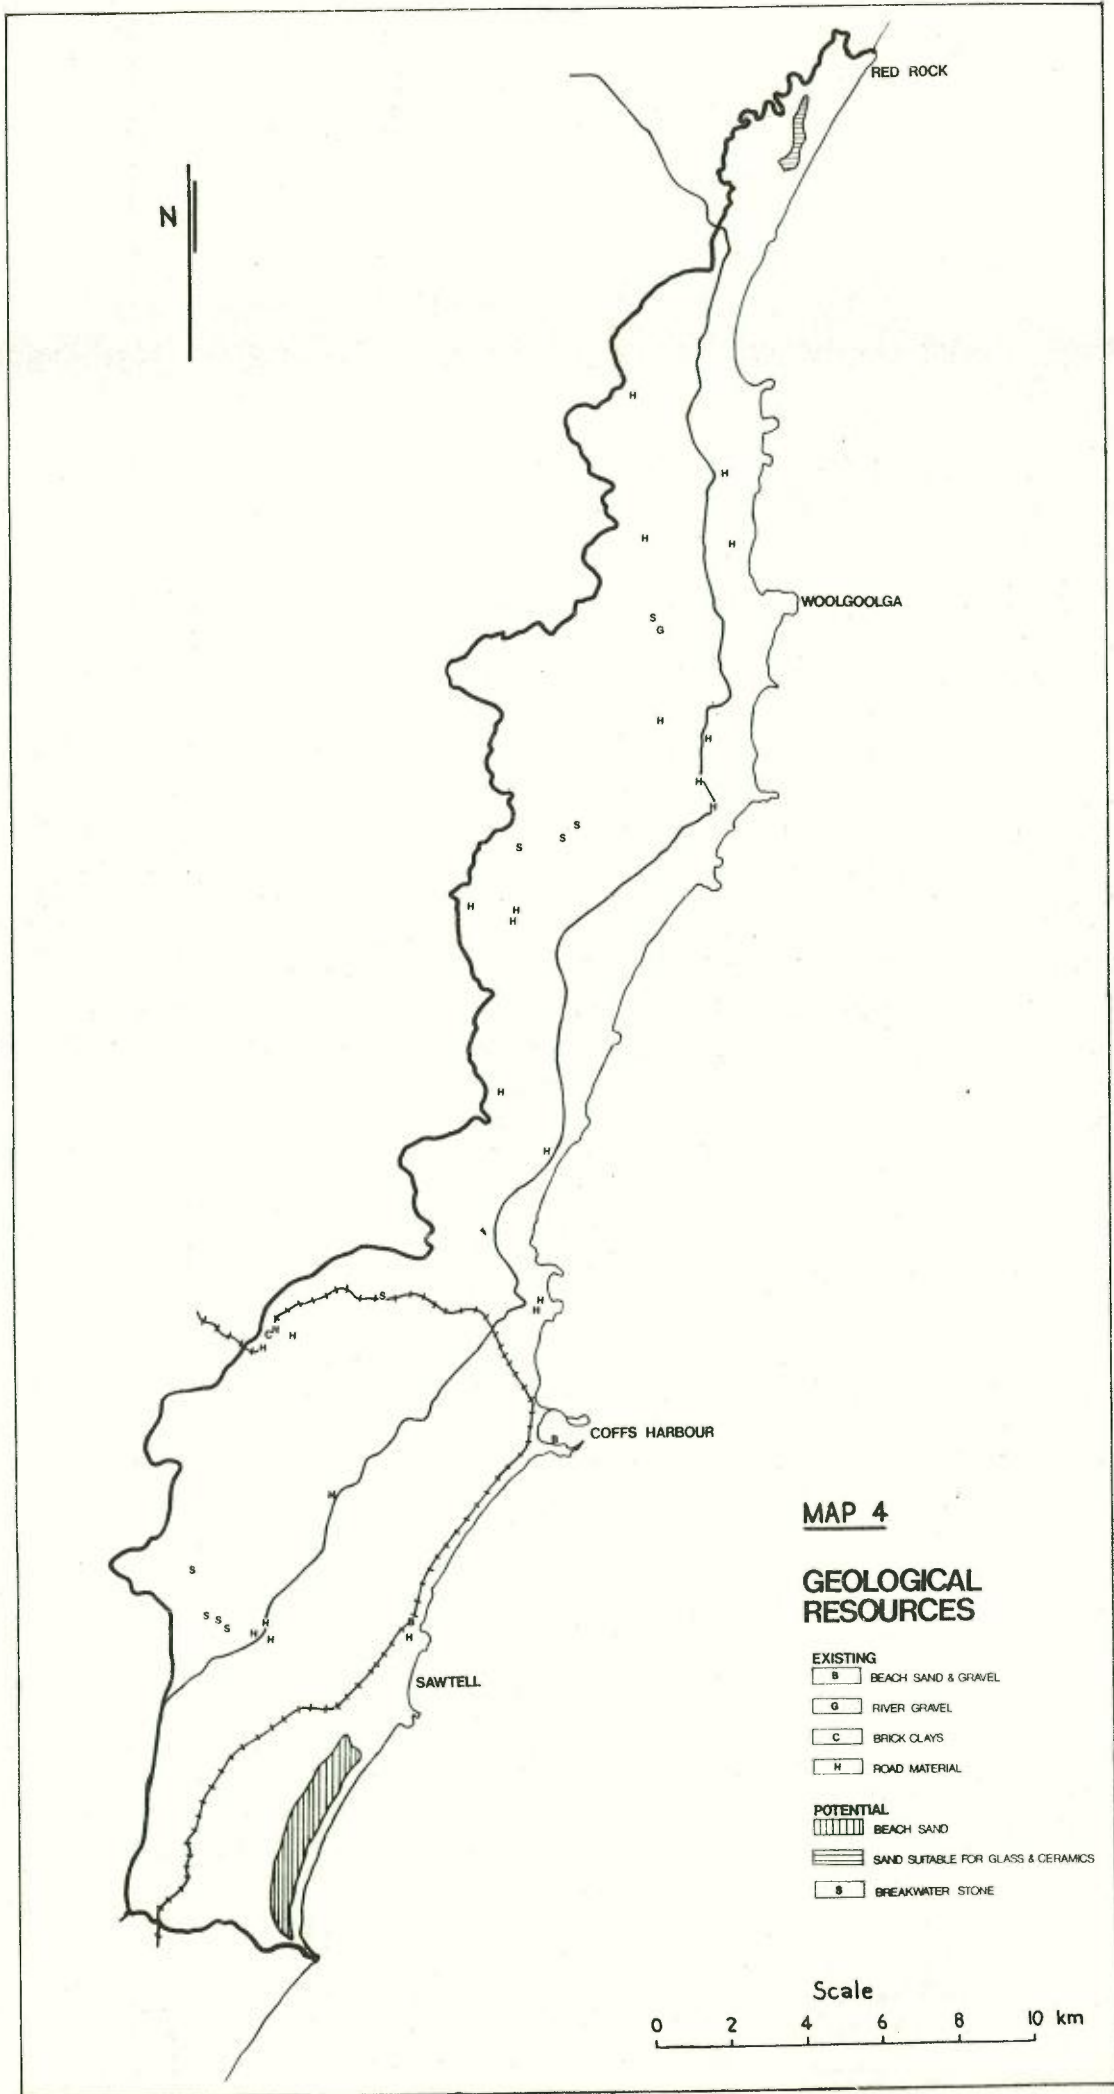 RED ROCK
N
H
H
H
H
WOOLGOOLGA
S
G
H
H
H
H
S
S
S
H
H
H
H
H
S
H
H
H
C
H
H
COFFS HARBOUR
B
H
MAP 4
S
GEOLOGICAL
RESOURCES
S
S
S
H
H
H
B
H
EXISTING
SAWTELL
B BEACH SAND & GRAVEL
G RIVER GRAVEL
C BRICK CLAYS
H ROAD MATERIAL
POTENTIAL
BEACH SAND
SAND SUITABLE FOR GLASS & CERAMICS
S BREAKWATER STONE
Scale
0 2 4 6 8 10 km